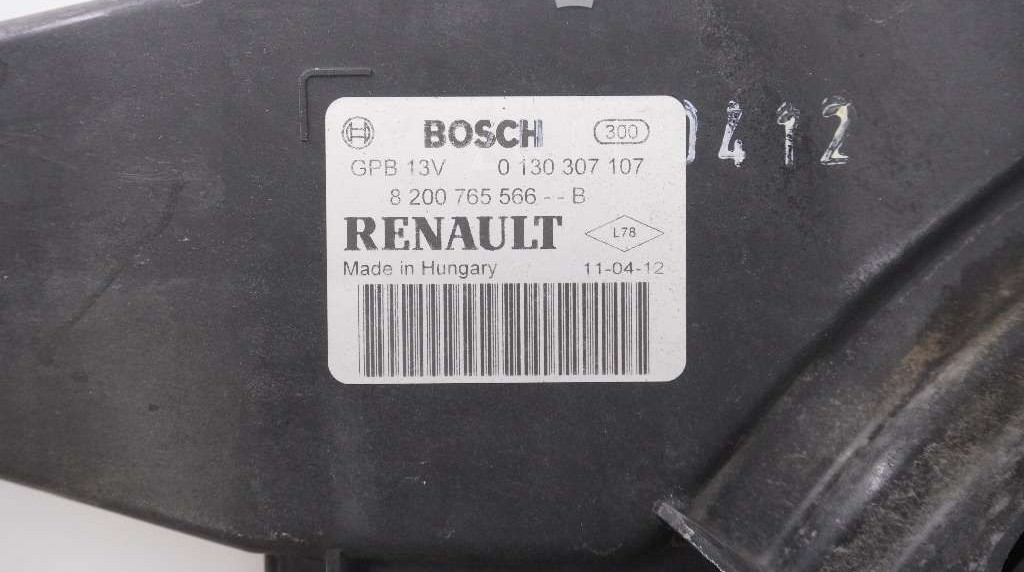 BOSCH 300
GPB 13V 0 130 307 107
8 200 765 566 - - B
RENAULT L78
Made in Hungary 11-04-12
0412